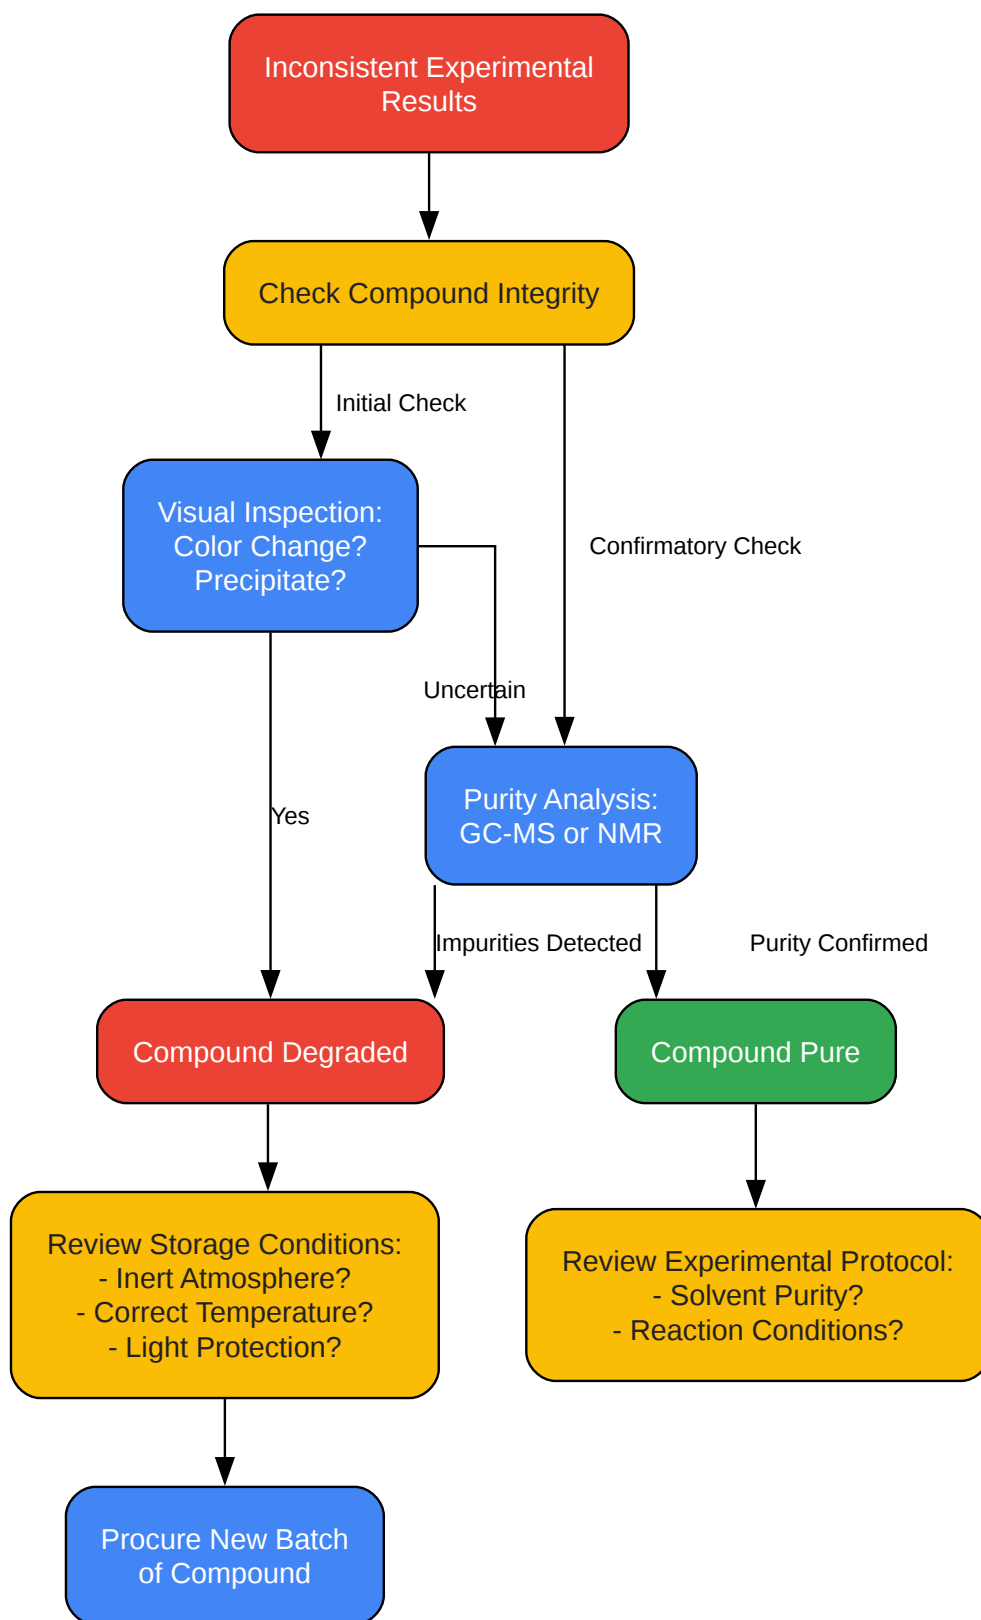 Inconsistent Experimental
Results
Check Compound Integrity
Initial Check
Visual Inspection:
Color Change?
Precipitate?
Confirmatory Check
Uncertain
Purity Analysis:
GC-MS or NMR
Yes
Impurities Detected
Purity Confirmed
Compound Degraded
Compound Pure
Review Storage Conditions:
- Inert Atmosphere?
- Correct Temperature?
- Light Protection?
Review Experimental Protocol:
- Solvent Purity?
- Reaction Conditions?
Procure New Batch
of Compound